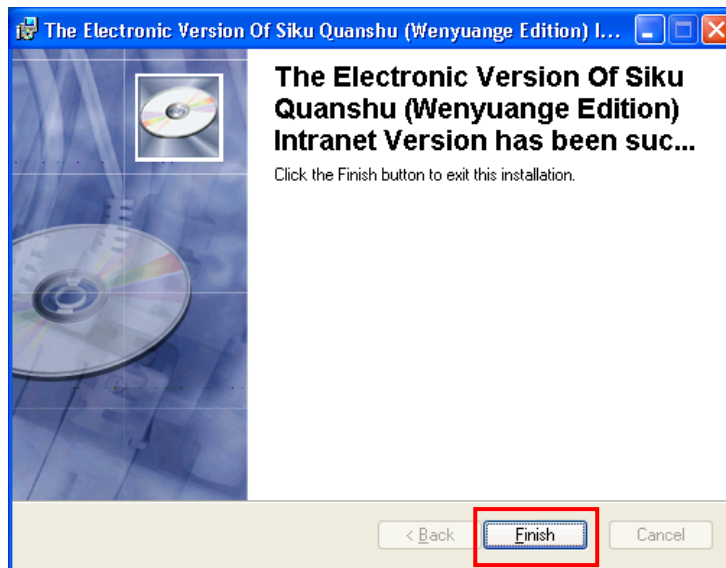 The Electronic Version Of Siku Quanshu (Wenyuange Edition) I...
The Electronic Version Of Siku
Quanshu (Wenyuange Edition)
Intranet Version has been suc...
Click the Finish button to exit this installation.
< Back
Finish
Cancel